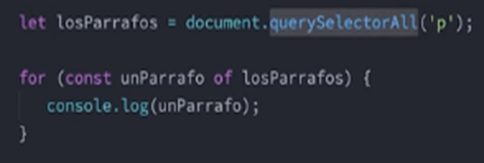 let losParrafos = document.querySelectorAll('p');
for (const unParrafo of losParrafos) {
console.log(unParrafo);
}